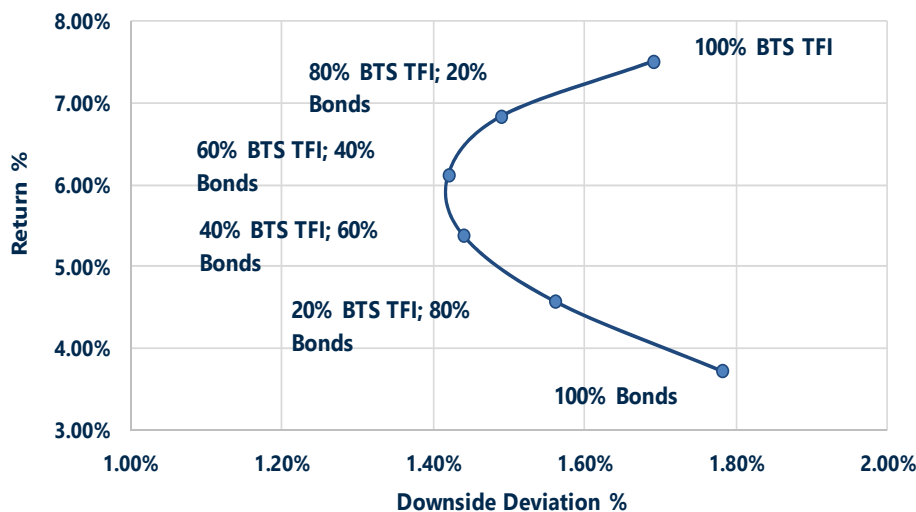 8.00%
7.00%
6.00%
5.00%
4.00%
3.00%
Return %
100% BTS TFI
80% BTS TFI; 20%
Bonds
60% BTS TFI; 40%
Bonds
40% BTS TFI; 60%
Bonds
20% BTS TFI; 80%
Bonds
100% Bonds
1.00% 1.20% 1.40% 1.60% 1.80% 2.00%
Downside Deviation %